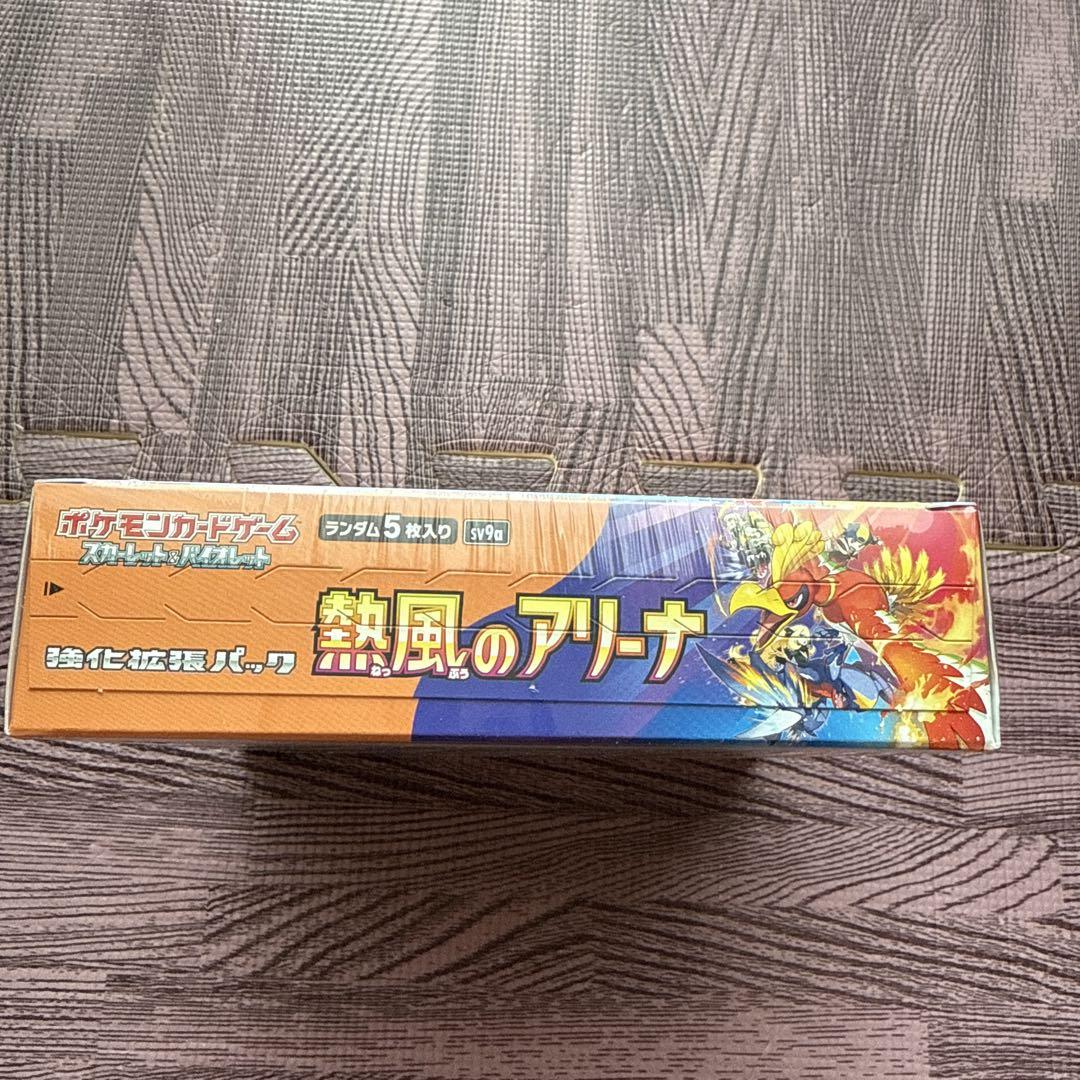 ポケモンカードゲーム
スカーレット&バイオレット
ランダム5枚入り
sv9a
強化拡張パック
熱風のアリーナ
ねっ ぷう